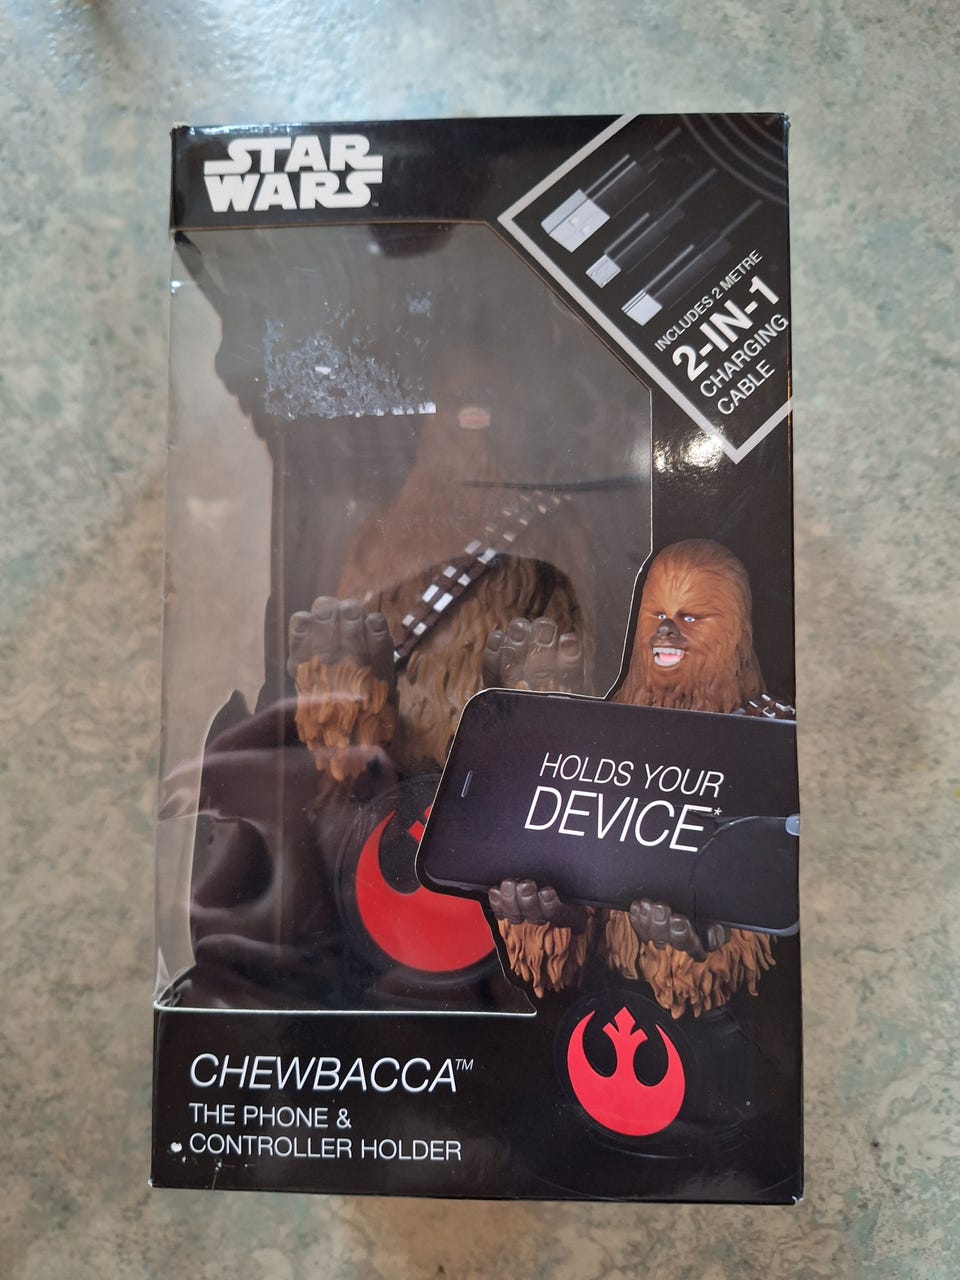 STAR
WARS
INCLUDES 2 METRE
2-IN-1
CHARGING
CABLE
HOLDS YOUR
DEVICE*
CHEWBACCA™
THE PHONE &
CONTROLLER HOLDER